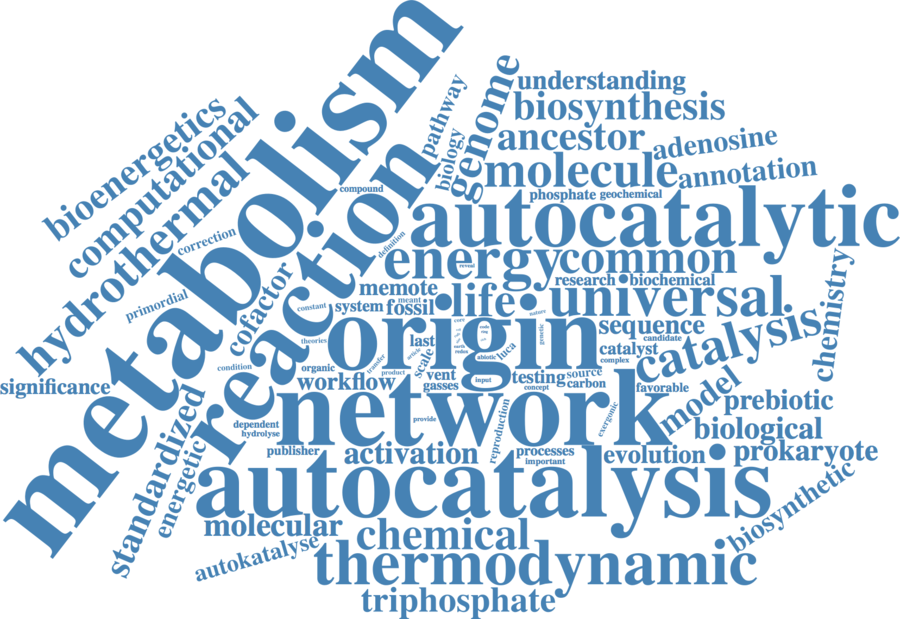 metabolism
bioenergetics
computational
hydrothermal
reaction
pathway
biology
genome
understanding
biosynthesis
ancestor
adenosine
molecule
annotation
compound
phosphate
geochemical
autocatalytic
correction
definition
energy
common
reveal
research
biochemical
primordial
cofactor
constant
memote
meant
system
fossil
life
universal
chemistry
nature
origin
core
code
genetic
sequence
candidate
catalysis
theories
last
scale
article
transfer
earth
redox
abiotic
luca
catalyst
complex
condition
organic
product
vent
input
testing
source
significance
workflow
gasses
concept
carbon
favorable
model
prebiotic
standardized
network
provide
reproduction
exergonic
dependent
hydrolyse
biological
energetic
publisher
activation
processes
important
evolution
prokaryote
autocatalysis
biosynthetic
molecular
chemical
autokatalyse
thermodynamic
triphosphate